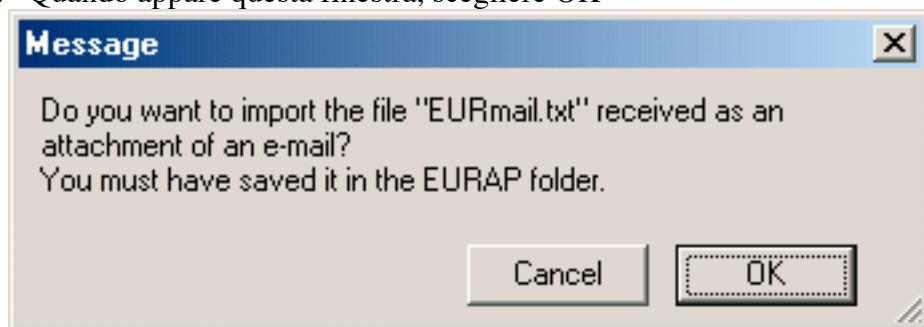 Quando appare questa finestra, scegliere OK
Message
Do you want to import the file "EURmail.txt" received as an
attachment of an e-mail?
You must have saved it in the EURAP folder.
Cancel OK